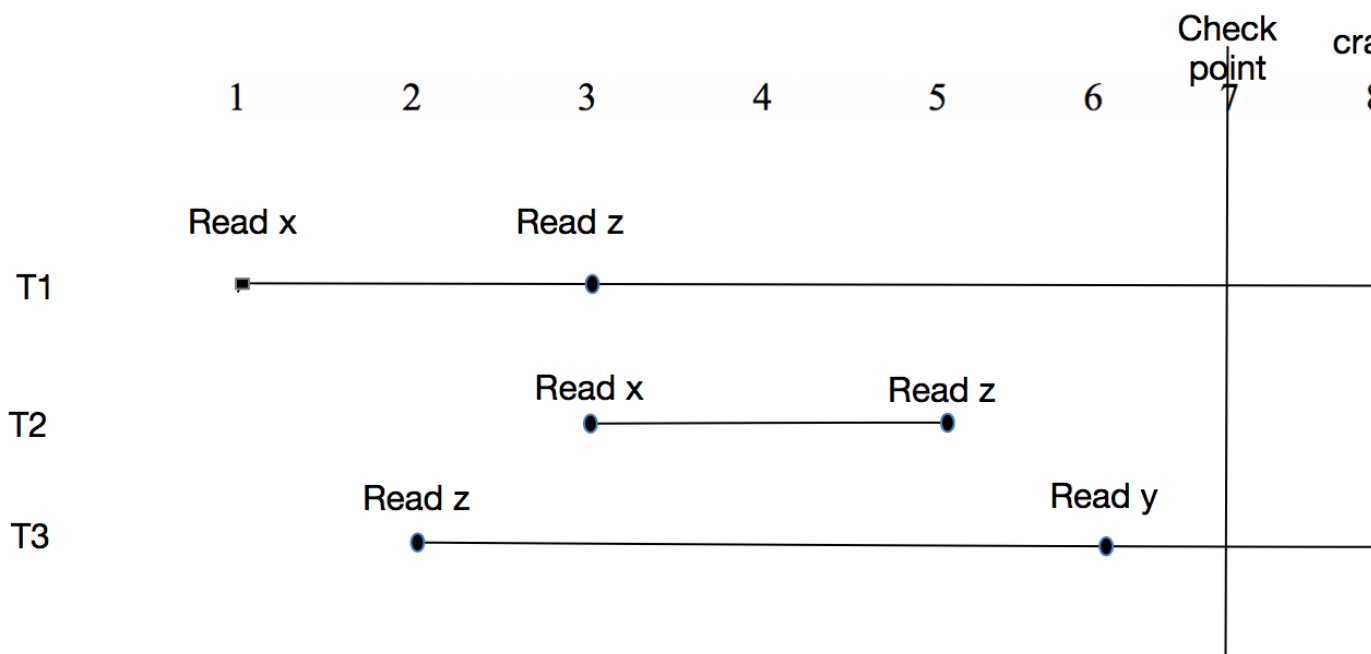 Check
point
1 2 3 4 5 6 7
Read x Read z
T1
Read x Read z
T2
Read z Read y
T3